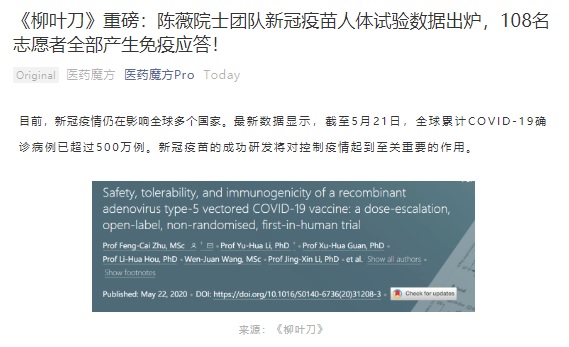 《柳叶刀》重磅：陈薇院士团队新冠疫苗人体试验数据出炉，108名
志愿者全部产生免疫应答！
Original 医药魔方 医药魔方Pro Today
目前，新冠疫情仍在影响全球多个国家。最新数据显示，截至5月21日，全球累计COVID-19确
诊病例已超过500万例。新冠疫苗的成功研发将对控制疫情起到至关重要的作用。
Safety, tolerability, and immunogenicity of a recombinant
adenovirus type-5 vectored COVID-19 vaccine: a dose-escalation,
open-label, non-randomised, first-in-human trial
Prof Feng-Cai Zhu, MSc • Prof Yu-Hua Li, PhD • Prof Xu-Hua Guan, PhD •
Prof Li-Hua Hou, PhD • Wen-Juan Wang, MSc • Prof Jing-Xin Li, PhD • et al. Show all authors
Show footnotes
Published: May 22, 2020 • DOI: https://doi.org/10.1016/S0140-6736(20)31208-3 • Check for updates
来源：《柳叶刀》